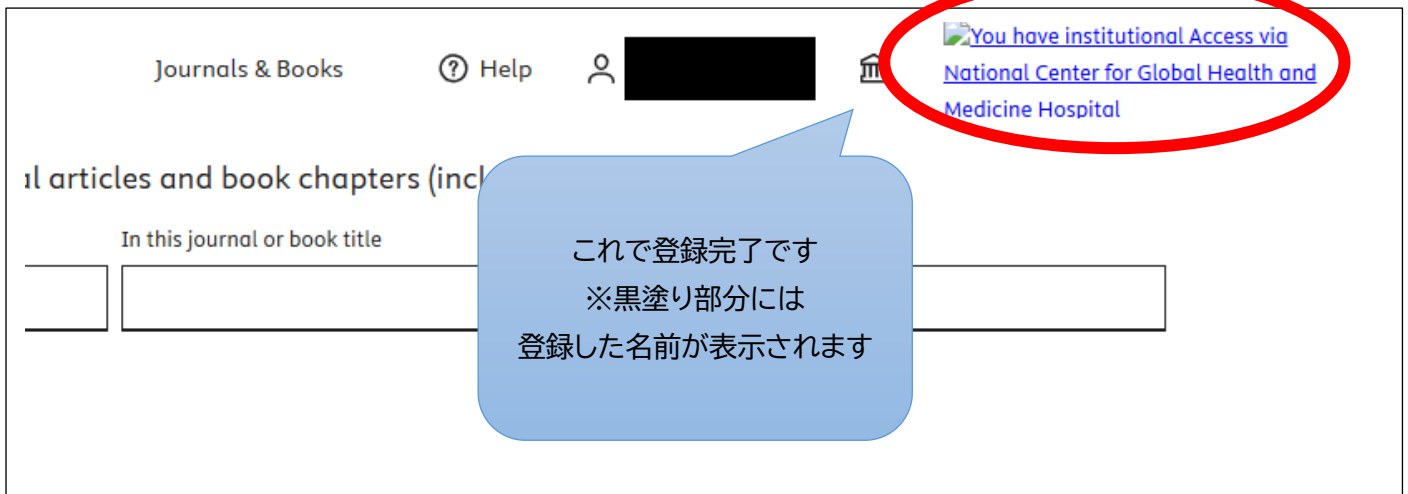 Journals & Books
Help
You have institutional Access via
National Center for Global Health and
Medicine Hospital
al articles and book chapters (incl
In this journal or book title
これで登録完了です
※黒塗り部分には
登録した名前が表示されます